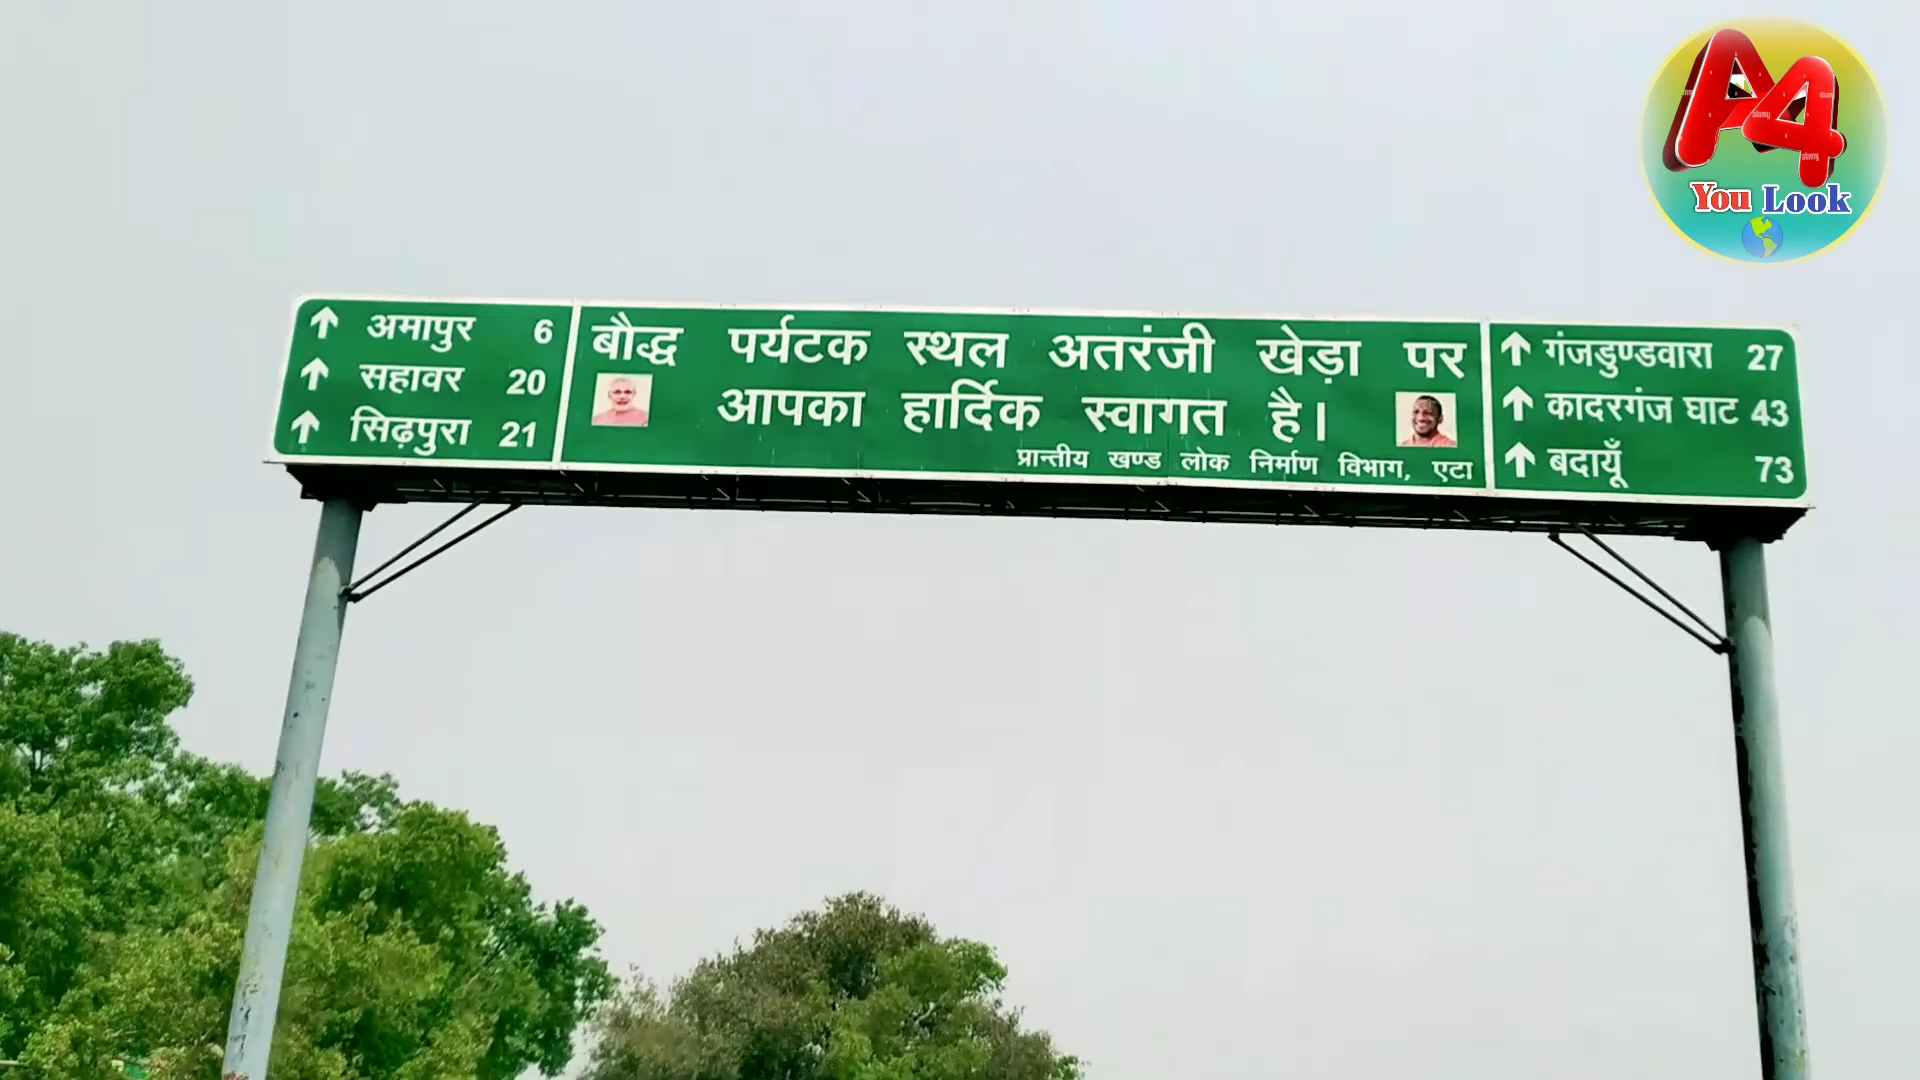 अमापुर 6
सहावर 20
सिढ़पुरा 21
बौद्ध पर्यटक स्थल अतरंजी खेड़ा पर
आपका हार्दिक स्वागत है।
प्रान्तीय खण्ड लोक निर्माण विभाग, एटा
गंजडुण्डवारा 27
कादरगंज घाट 43
बदायूँ 73
A4
You Look